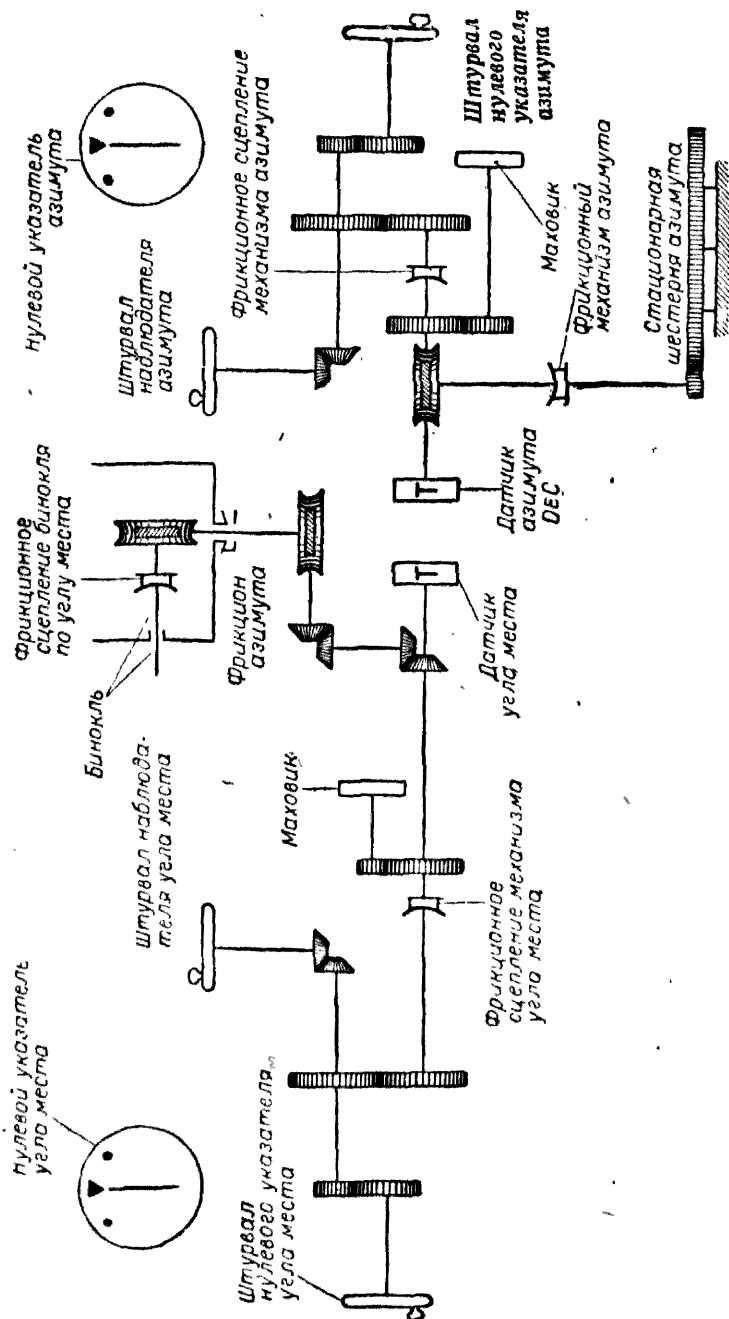 Нулевой указатель
угла места
Фрикционное
сцепление бинокля
по углу места
Нулевой указатель
азимута
Бинокль
Штурвал наблюда-
теля угла места
Штурвал
наблюдателя
азимута
Фрикцион
азимута
Фрикционное сцепление
механизма азимута
Штурвал
нулевого указателя
угла места
Маховик
Штурвал
нулевого
указателя
азимута
Фрикционное
сцепление механизма
угла места
Датчик
угла места
Датчик
азимута
DEC
Маховик
Фрикционный
механизм азимута
Стационарная
шестерня азимута